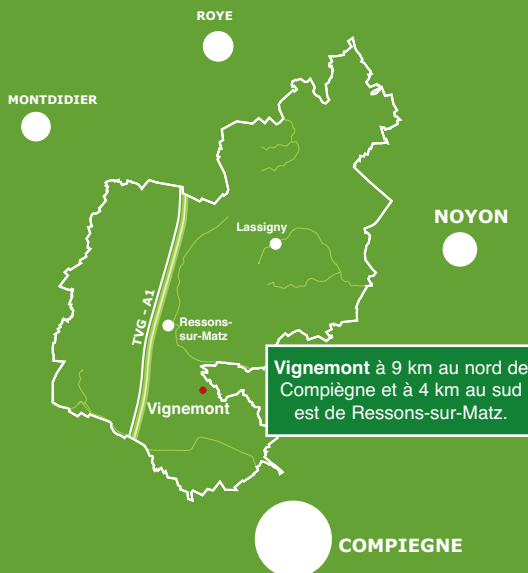 ROYE
MONTDIDIER
NOYON
Lassigny
TVG - A1
Ressons-
sur-Matz
Vignemont à 9 km au nord de
Compiègne et à 4 km au sud
est de Ressons-sur-Matz.
Vignemont
COMPIEGNE